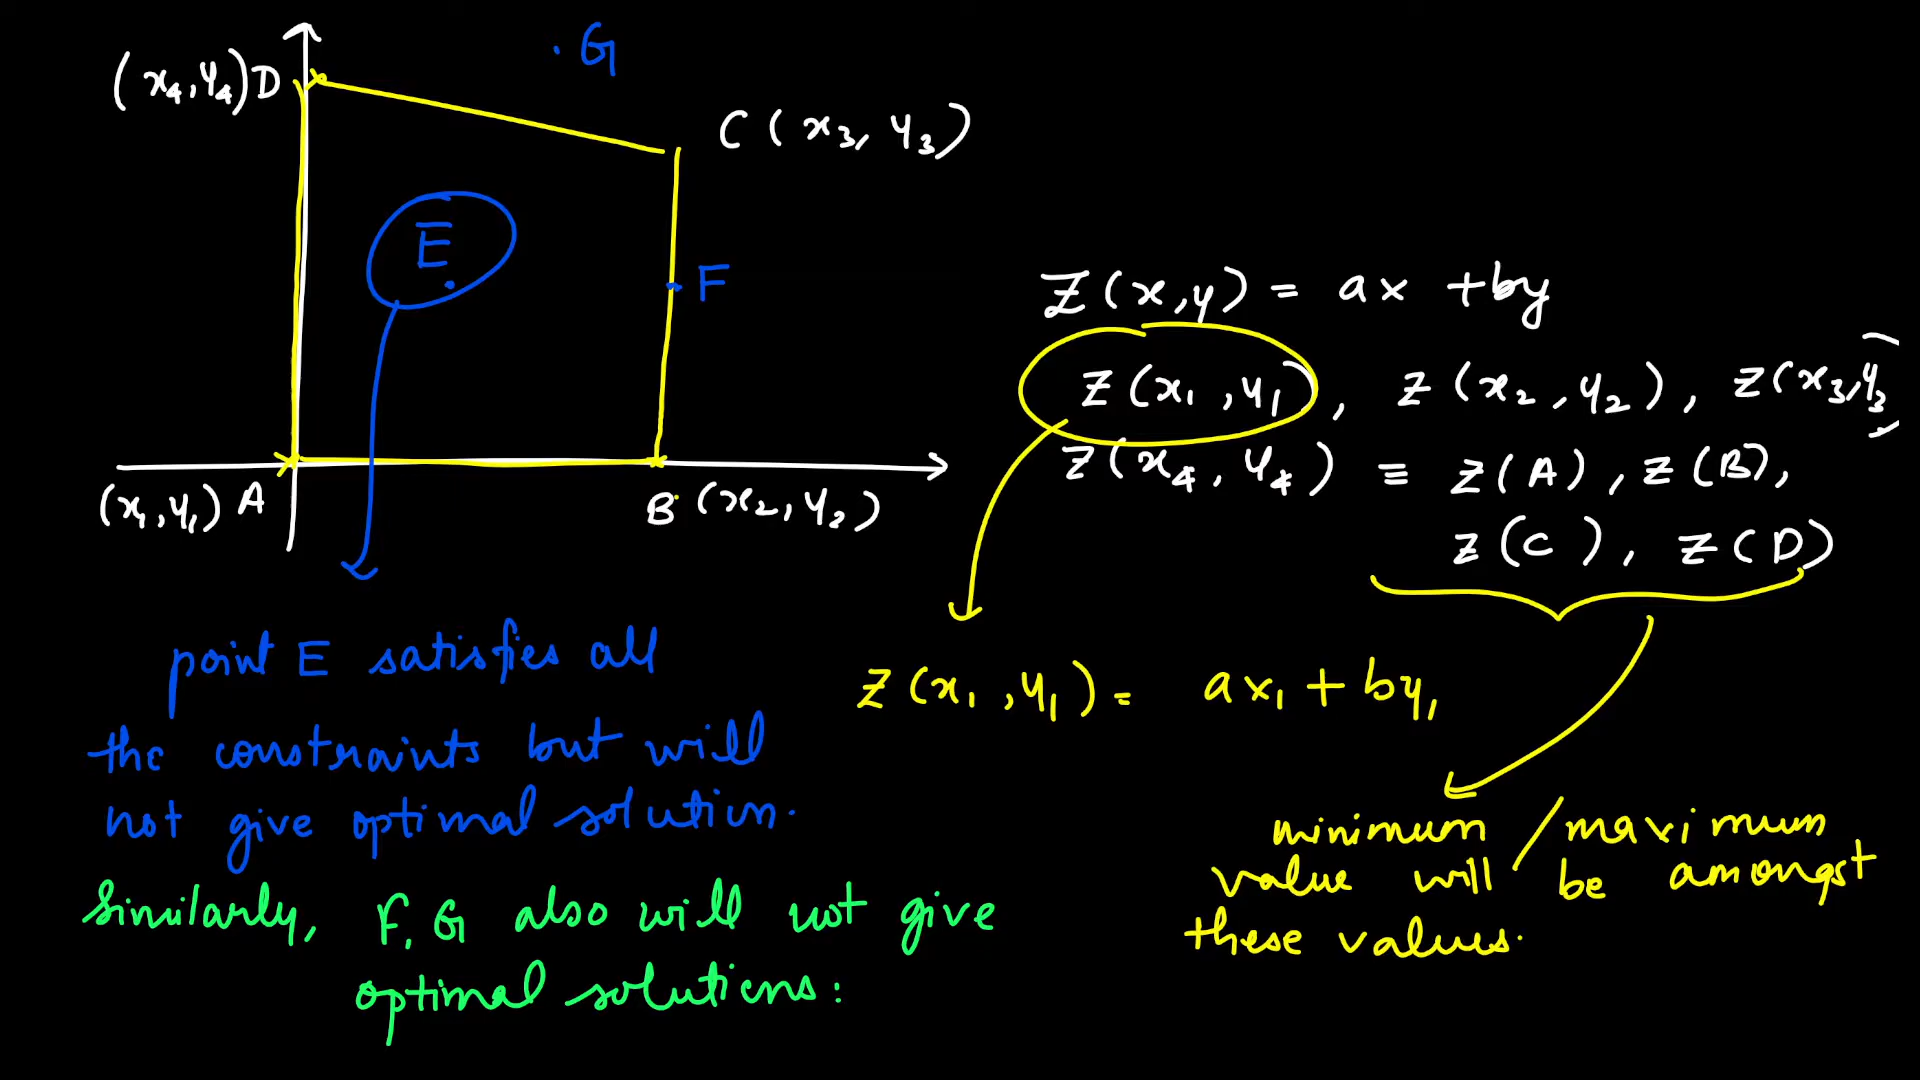 . G
(x4, y4) D
C (x3, y3)
E
F
(x1, y1) A
B (x2, y2)
Z(x,y) = ax + by
Z(x1, y1), Z(x2, y2), Z(x3, y3)
Z(x4, y4) ≡ Z(A), Z(B),
Z(C), Z(D)
point E satisfies all
the constraints but will
not give optimal solution.
Similarly, F, G also will not give
optimal solutions:
Z(x1, y1) = ax1 + by1
minimum / maximum
value will be amongst
these values.